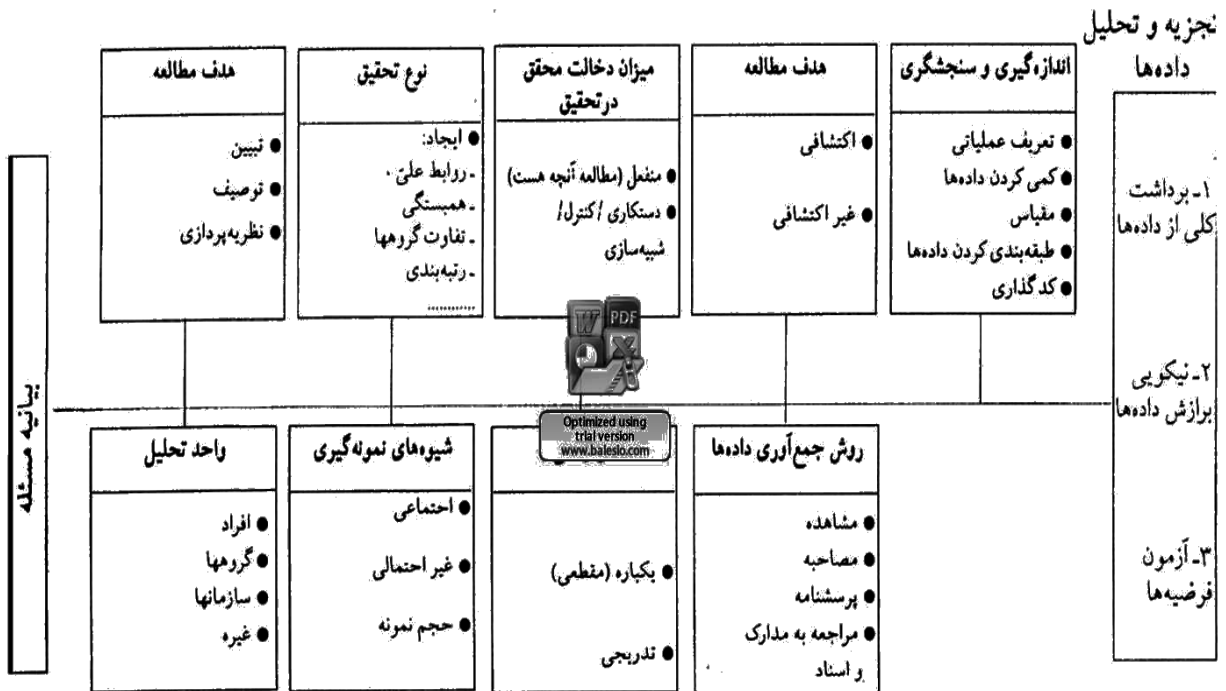 تجزیه و تحلیل
داده‌ها
۱ـ برداشت
کلی از داده‌ها
۲ـ نیکویی
برازش داده‌ها
۳ـ آزمون
فرضیه‌ها
اندازه‌گیری و سنجشگری
● تعریف عملیاتی
● کمی کردن داده‌ها
● مقیاس
● طبقه‌بندی کردن داده‌ها
● کدگذاری
هدف مطالعه
● اکتشافی
● غیر اکتشافی
میزان دخالت محقق
در تحقیق
● منفعل (مطالعه آنچه هست)
● دستکاری /کنترل/
شبیه‌سازی
نوع تحقیق
● ایجاد:
ـ روابط علی
ـ همبستگی
ـ تفاوت گروهها
ـ رتبه‌بندی
............
هدف مطالعه
● تبیین
● توصیف
● نظریه‌پردازی
بیانیه مسئله
W PDF
Optimized using
trial version
www.balesio.com
روش جمع‌آوری داده‌ها
● مشاهده
● مصاحبه
● پرسشنامه
● مراجعه به مدارک
و اسناد
● یکباره (مقطعی)
● تدریجی
شیوه‌های نمونه‌گیری
● احتماعی
● غیر احتمالی
● حجم نمونه
واحد تحلیل
● افراد
● گروهها
● سازمانها
● غیره